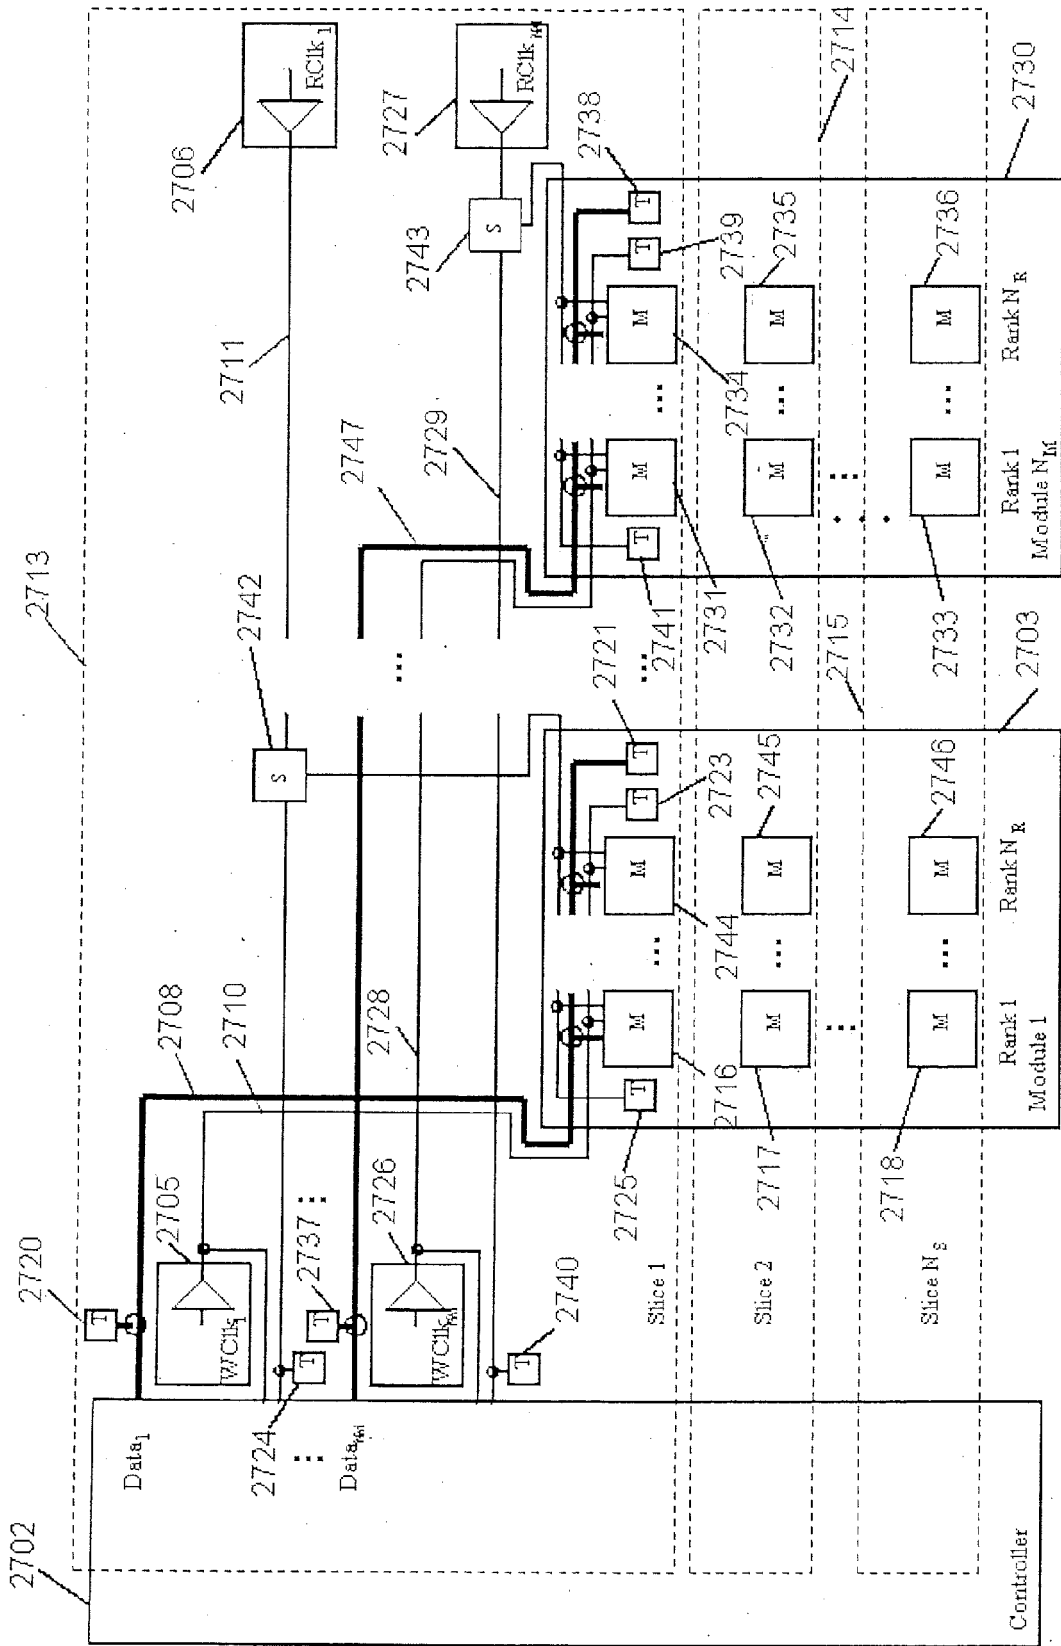 2713
2720
2702
T
2705
WClk1
2708
2710
2742
S
2711
2706
RClk1
Data1
2724
T
2737
T
2726
WClkNM
2728
2740
T
2747
2729
2743
S
2727
RClkNM
DataNM
...
...
...
Controller
Slice 1
Slice 2
Slice NS
2725
T
2716
M
2717
M
2718
M
Rank 1
Module 1
...
...
...
...
2744
M
2745
M
2746
M
Rank NR
2723
T
2721
T
2703
2715
...
...
2741
T
2731
M
2732
M
2733
M
Rank 1
Module NM
...
...
...
...
2734
M
2735
M
2736
M
Rank NR
2739
T
2738
T
2730
2714